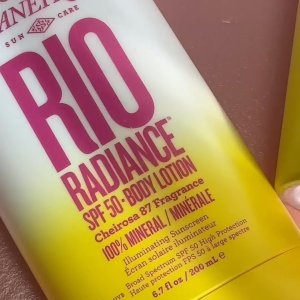 SUN CARE
RIO
RADIANCE™
SPF 50 · BODY LOTION
Cheirosa 87 Fragrance
100% MINERAL / MINÉRALE
Illuminating Sunscreen
Écran solaire illuminateur
Broad Spectrum SPF 50 High Protection
Haute protection FPS 50 à large spectre
6.7 fl oz / 200 mL ℮